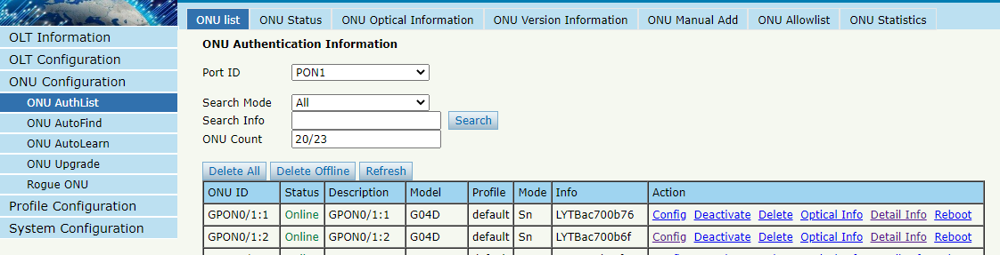 ONU list ONU Status ONU Optical Information ONU Version Information ONU Manual Add ONU Allowlist ONU Statistics
OLT Information
OLT Configuration
ONU Configuration
ONU AuthList
ONU AutoFind
ONU AutoLearn
ONU Upgrade
Rogue ONU
Profile Configuration
System Configuration
ONU Authentication Information
Port ID PON1
Search Mode All
Search Info Search
ONU Count 20/23
Delete All Delete Offline Refresh
ONU ID Status Description Model Profile Mode Info Action
GPON0/1:1 Online GPON0/1:1 G04D default Sn LYTBac700b76 Config Deactivate Delete Optical Info Detail Info Reboot
GPON0/1:2 Online GPON0/1:2 G04D default Sn LYTBac700b6f Config Deactivate Delete Optical Info Detail Info Reboot